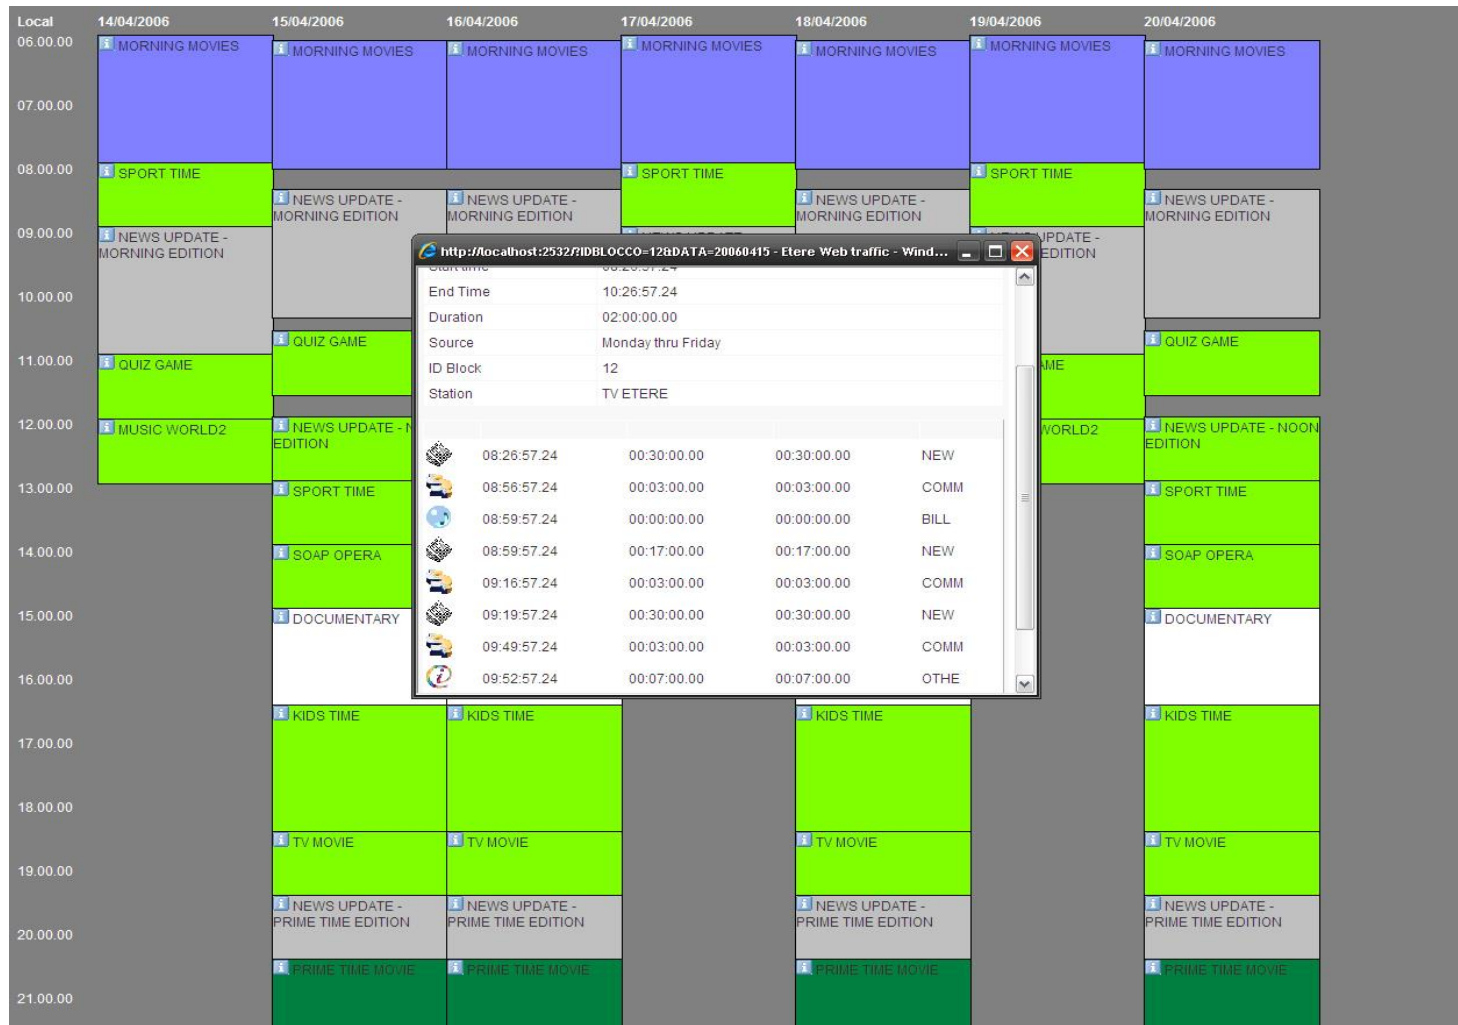 Local 14/04/2006 15/04/2006 16/04/2006 17/04/2006 18/04/2006 19/04/2006 20/04/2006
06.00.00 MORNING MOVIES MORNING MOVIES MORNING MOVIES MORNING MOVIES MORNING MOVIES MORNING MOVIES MORNING MOVIES
07.00.00
08.00.00 SPORT TIME SPORT TIME SPORT TIME
NEWS UPDATE - NEWS UPDATE - NEWS UPDATE - NEWS UPDATE -
MORNING EDITION MORNING EDITION MORNING EDITION MORNING EDITION
09.00.00 NEWS UPDATE - UPDATE -
MORNING EDITION EDITION
http://localhost:2532/?IDBLOCCO=12&DATA=20060415 - Etere Web traffic - Wind...
Start time 08:26:57.24
End Time 10:26:57.24
10.00.00
Duration 02:00:00.00
Source Monday thru Friday
QUIZ GAME QUIZ GAME
11.00.00 QUIZ GAME AME
ID Block 12
Station TV ETERE
12.00.00 MUSIC WORLD2 NEWS UPDATE - N WORLD2 NEWS UPDATE - NOON
EDITION EDITION
08:26:57.24 00:30:00.00 00:30:00.00 NEW
13.00.00 SPORT TIME SPORT TIME
08:56:57.24 00:03:00.00 00:03:00.00 COMM
08:59:57.24 00:00:00.00 00:00:00.00 BILL
14.00.00 SOAP OPERA SOAP OPERA
08:59:57.24 00:17:00.00 00:17:00.00 NEW
09:16:57.24 00:03:00.00 00:03:00.00 COMM
15.00.00 DOCUMENTARY DOCUMENTARY
09:19:57.24 00:30:00.00 00:30:00.00 NEW
09:49:57.24 00:03:00.00 00:03:00.00 COMM
16.00.00
09:52:57.24 00:07:00.00 00:07:00.00 OTHE
KIDS TIME KIDS TIME KIDS TIME KIDS TIME
17.00.00
18.00.00
TV MOVIE TV MOVIE TV MOVIE TV MOVIE
19.00.00
NEWS UPDATE - NEWS UPDATE - NEWS UPDATE - NEWS UPDATE -
PRIME TIME EDITION PRIME TIME EDITION PRIME TIME EDITION PRIME TIME EDITION
20.00.00
PRIME TIME MOVIE PRIME TIME MOVIE PRIME TIME MOVIE PRIME TIME MOVIE
21.00.00